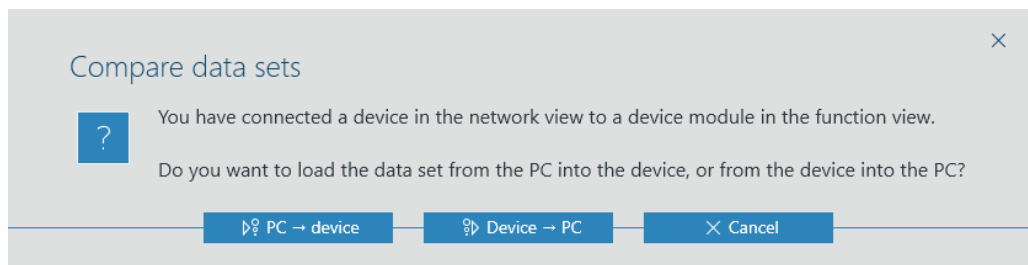 Compare data sets
?
You have connected a device in the network view to a device module in the function view.
Do you want to load the data set from the PC into the device, or from the device into the PC?
PC → device Device → PC Cancel